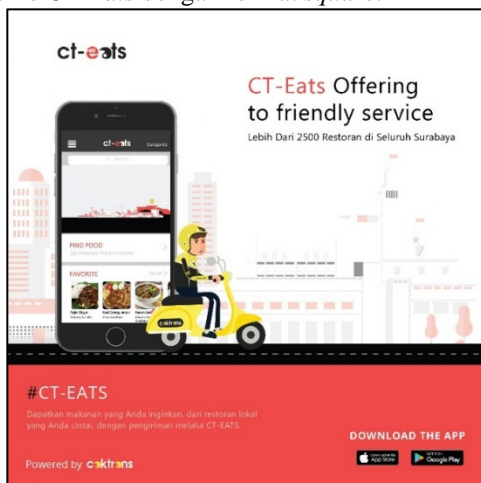 ct-eats
CT-Eats Offering
to friendly service
Lebih Dari 2500 Restoran di Seluruh Surabaya
ct-eats
FIND FOOD
FAVORITE
caktrans
#CT-EATS
Dapatkan makanan yang Anda inginkan, dari restoran lokal
yang Anda cintai, dengan pengiriman melalui CT-EATS.
DOWNLOAD THE APP
App Store
Google Play
Powered by caktrans